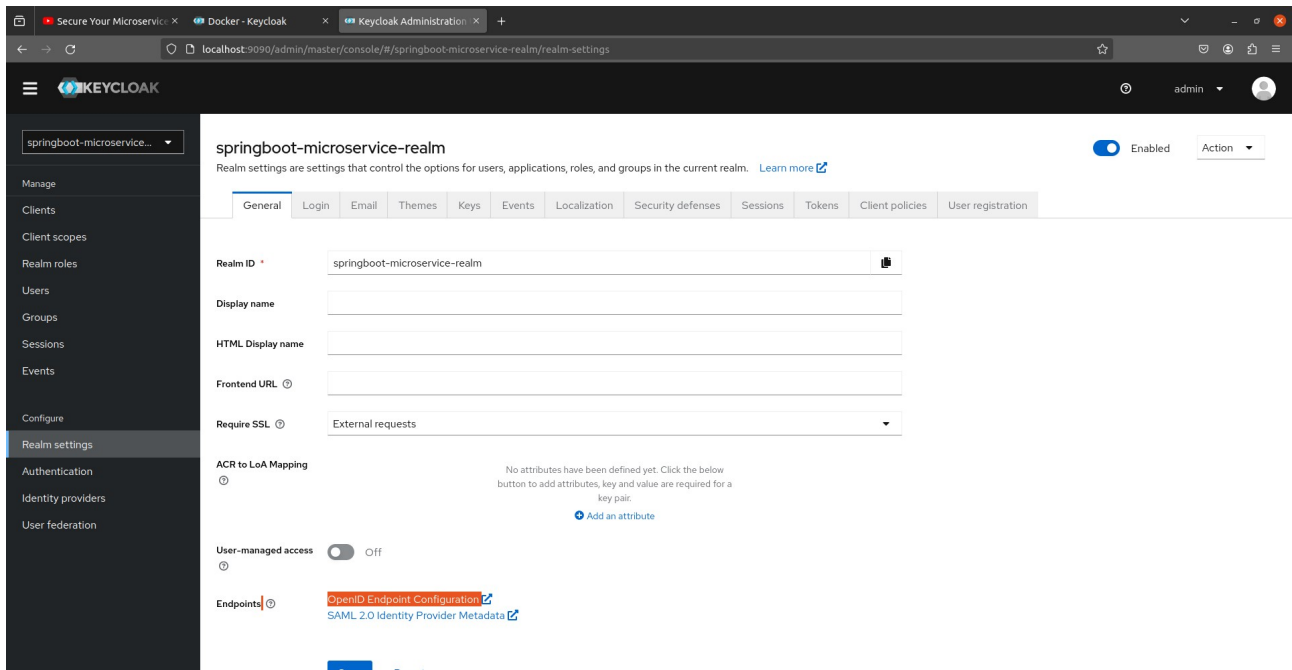 Secure Your Microservice
Docker - Keycloak
Keycloak Administration
localhost:9090/admin/master/console/#/springboot-microservice-realm/realm-settings
KEYCLOAK
admin
springboot-microservice...
Manage
Clients
Client scopes
Realm roles
Users
Groups
Sessions
Events
Configure
Realm settings
Authentication
Identity providers
User federation
springboot-microservice-realm
Enabled
Action
Realm settings are settings that control the options for users, applications, roles, and groups in the current realm. Learn more
General Login Email Themes Keys Events Localization Security defenses Sessions Tokens Client policies User registration
Realm ID * springboot-microservice-realm
Display name
HTML Display name
Frontend URL
Require SSL External requests
ACR to LoA Mapping
No attributes have been defined yet. Click the below
button to add attributes, key and value are required for a
key pair.
Add an attribute
User-managed access Off
Endpoints OpenID Endpoint Configuration
SAML 2.0 Identity Provider Metadata